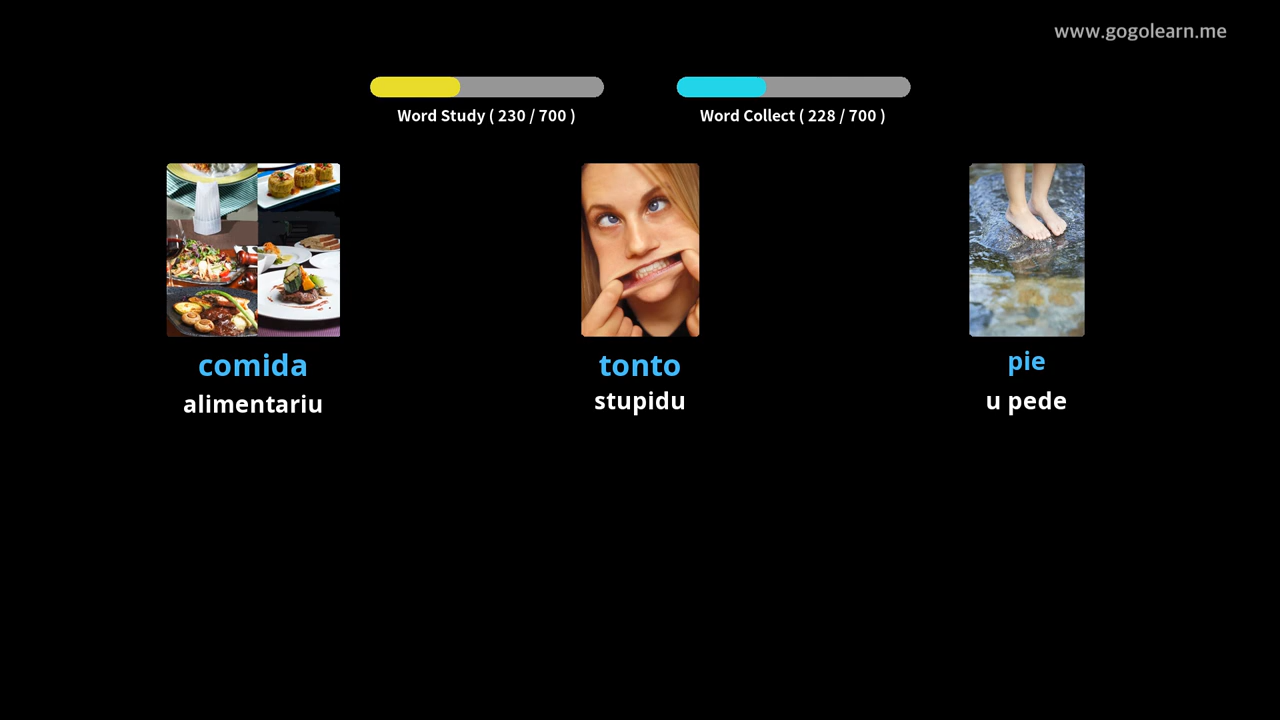 www.gogolearn.me
Word Study ( 230 / 700 )
Word Collect ( 228 / 700 )
comida
alimentariu
tonto
stupidu
pie
u pede